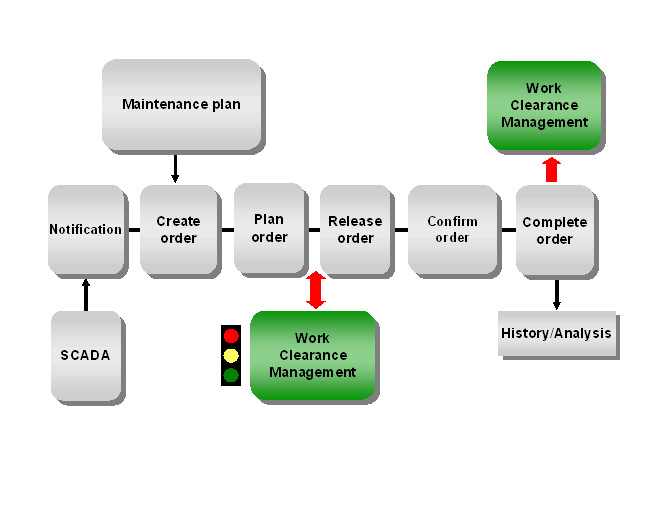 Maintenance plan
Work
Clearance
Management
Notification
Create
order
Plan
order
Release
order
Confirm
order
Complete
order
SCADA
Work
Clearance
Management
History/Analysis